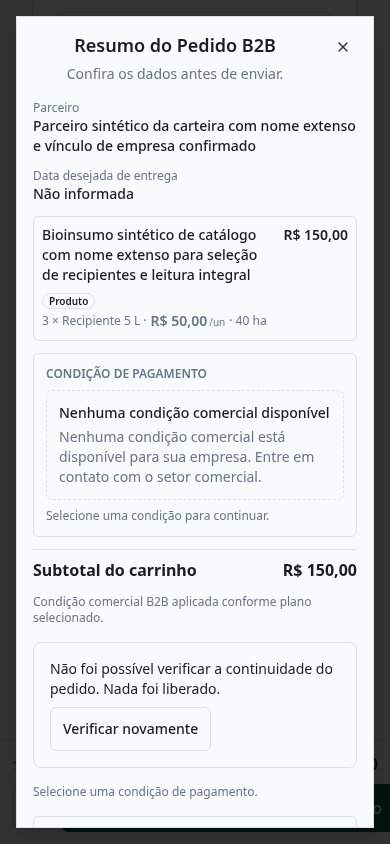 Resumo do Pedido B2B
Confira os dados antes de enviar.
Parceiro
Parceiro sintético da carteira com nome extenso
e vínculo de empresa confirmado
Data desejada de entrega
Não informada
Bioinsumo sintético de catálogo R$ 150,00
com nome extenso para seleção
de recipientes e leitura integral
Produto
3 × Recipiente 5 L · R$ 50,00 /un · 40 ha
CONDIÇÃO DE PAGAMENTO
Nenhuma condição comercial disponível
Nenhuma condição comercial está
disponível para sua empresa. Entre em
contato com o setor comercial.
Selecione uma condição para continuar.
Subtotal do carrinho R$ 150,00
Condição comercial B2B aplicada conforme plano
selecionado.
Não foi possível verificar a continuidade do
pedido. Nada foi liberado.
Verificar novamente
Selecione uma condição de pagamento.